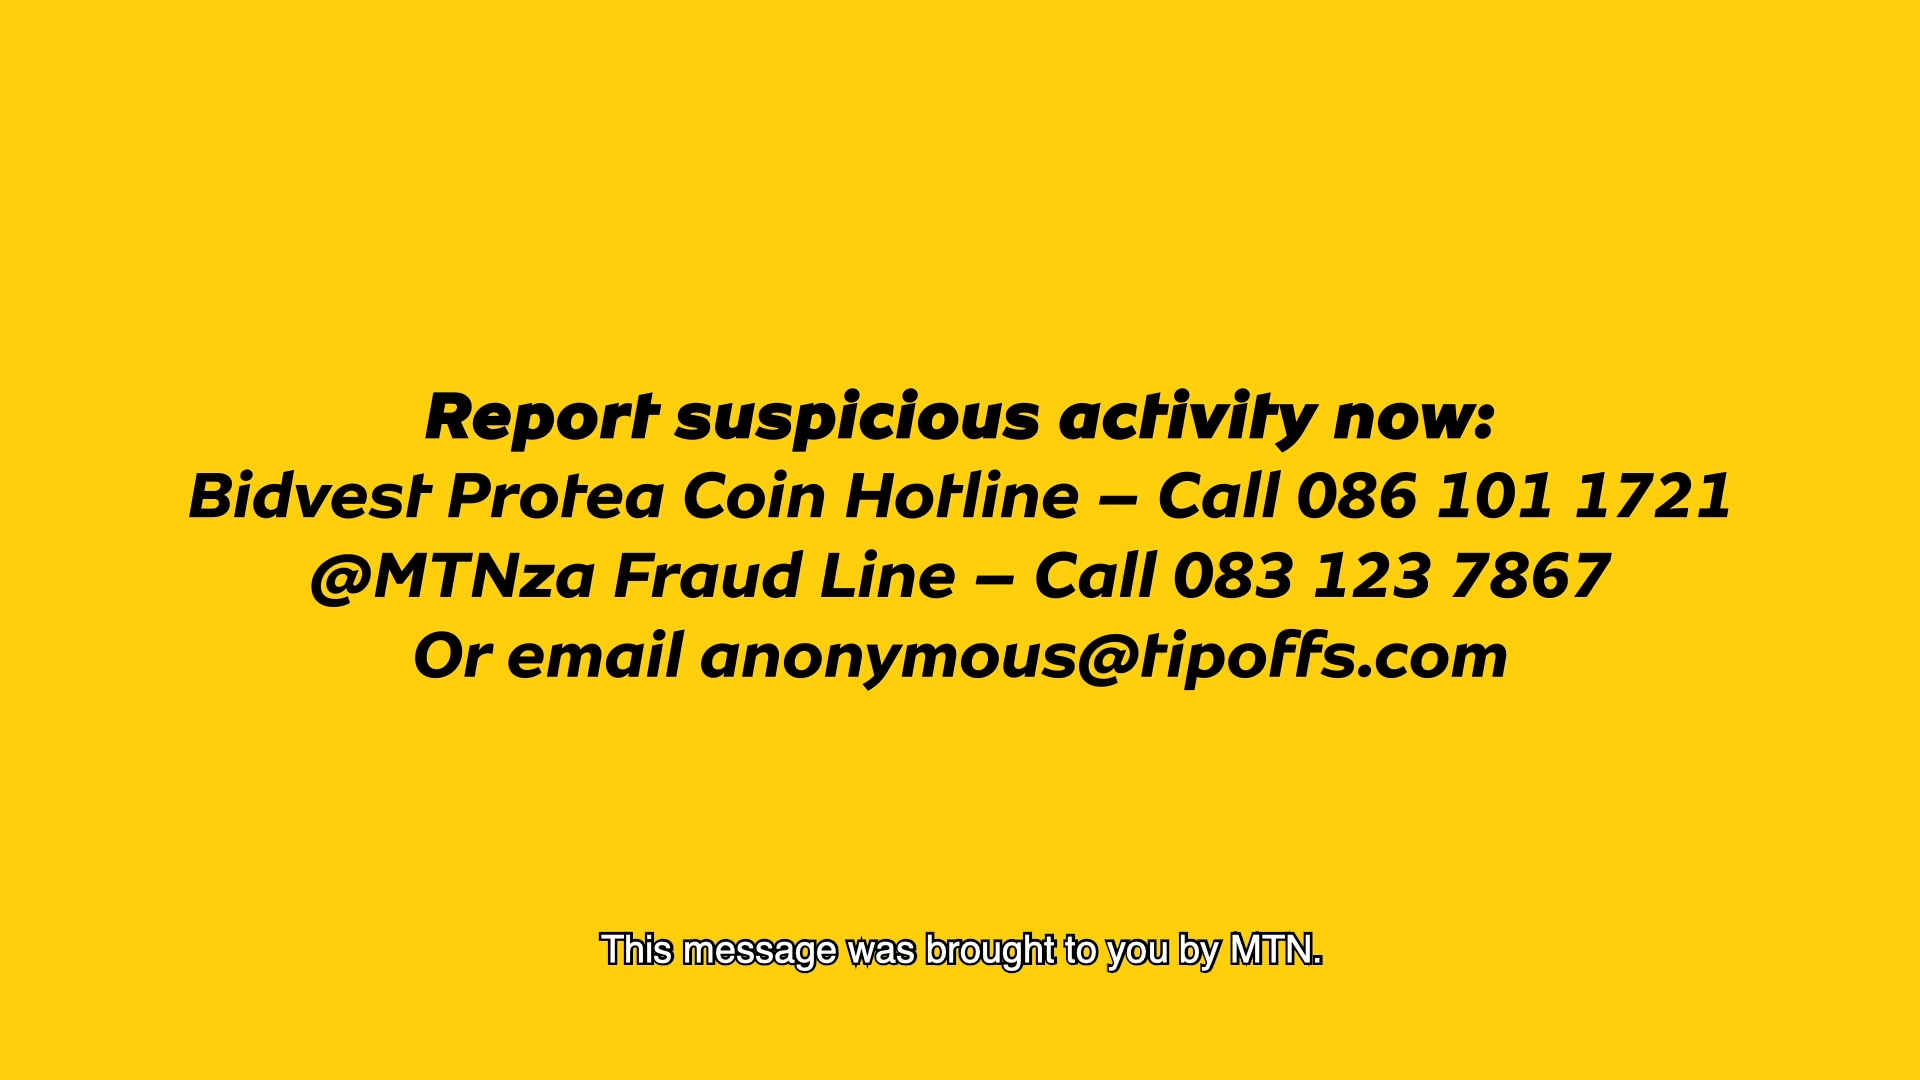 Report suspicious activity now:
Bidvest Protea Coin Hotline – Call 086 101 1721
@MTNza Fraud Line – Call 083 123 7867
Or email anonymous@tipoffs.com
This message was brought to you by MTN.